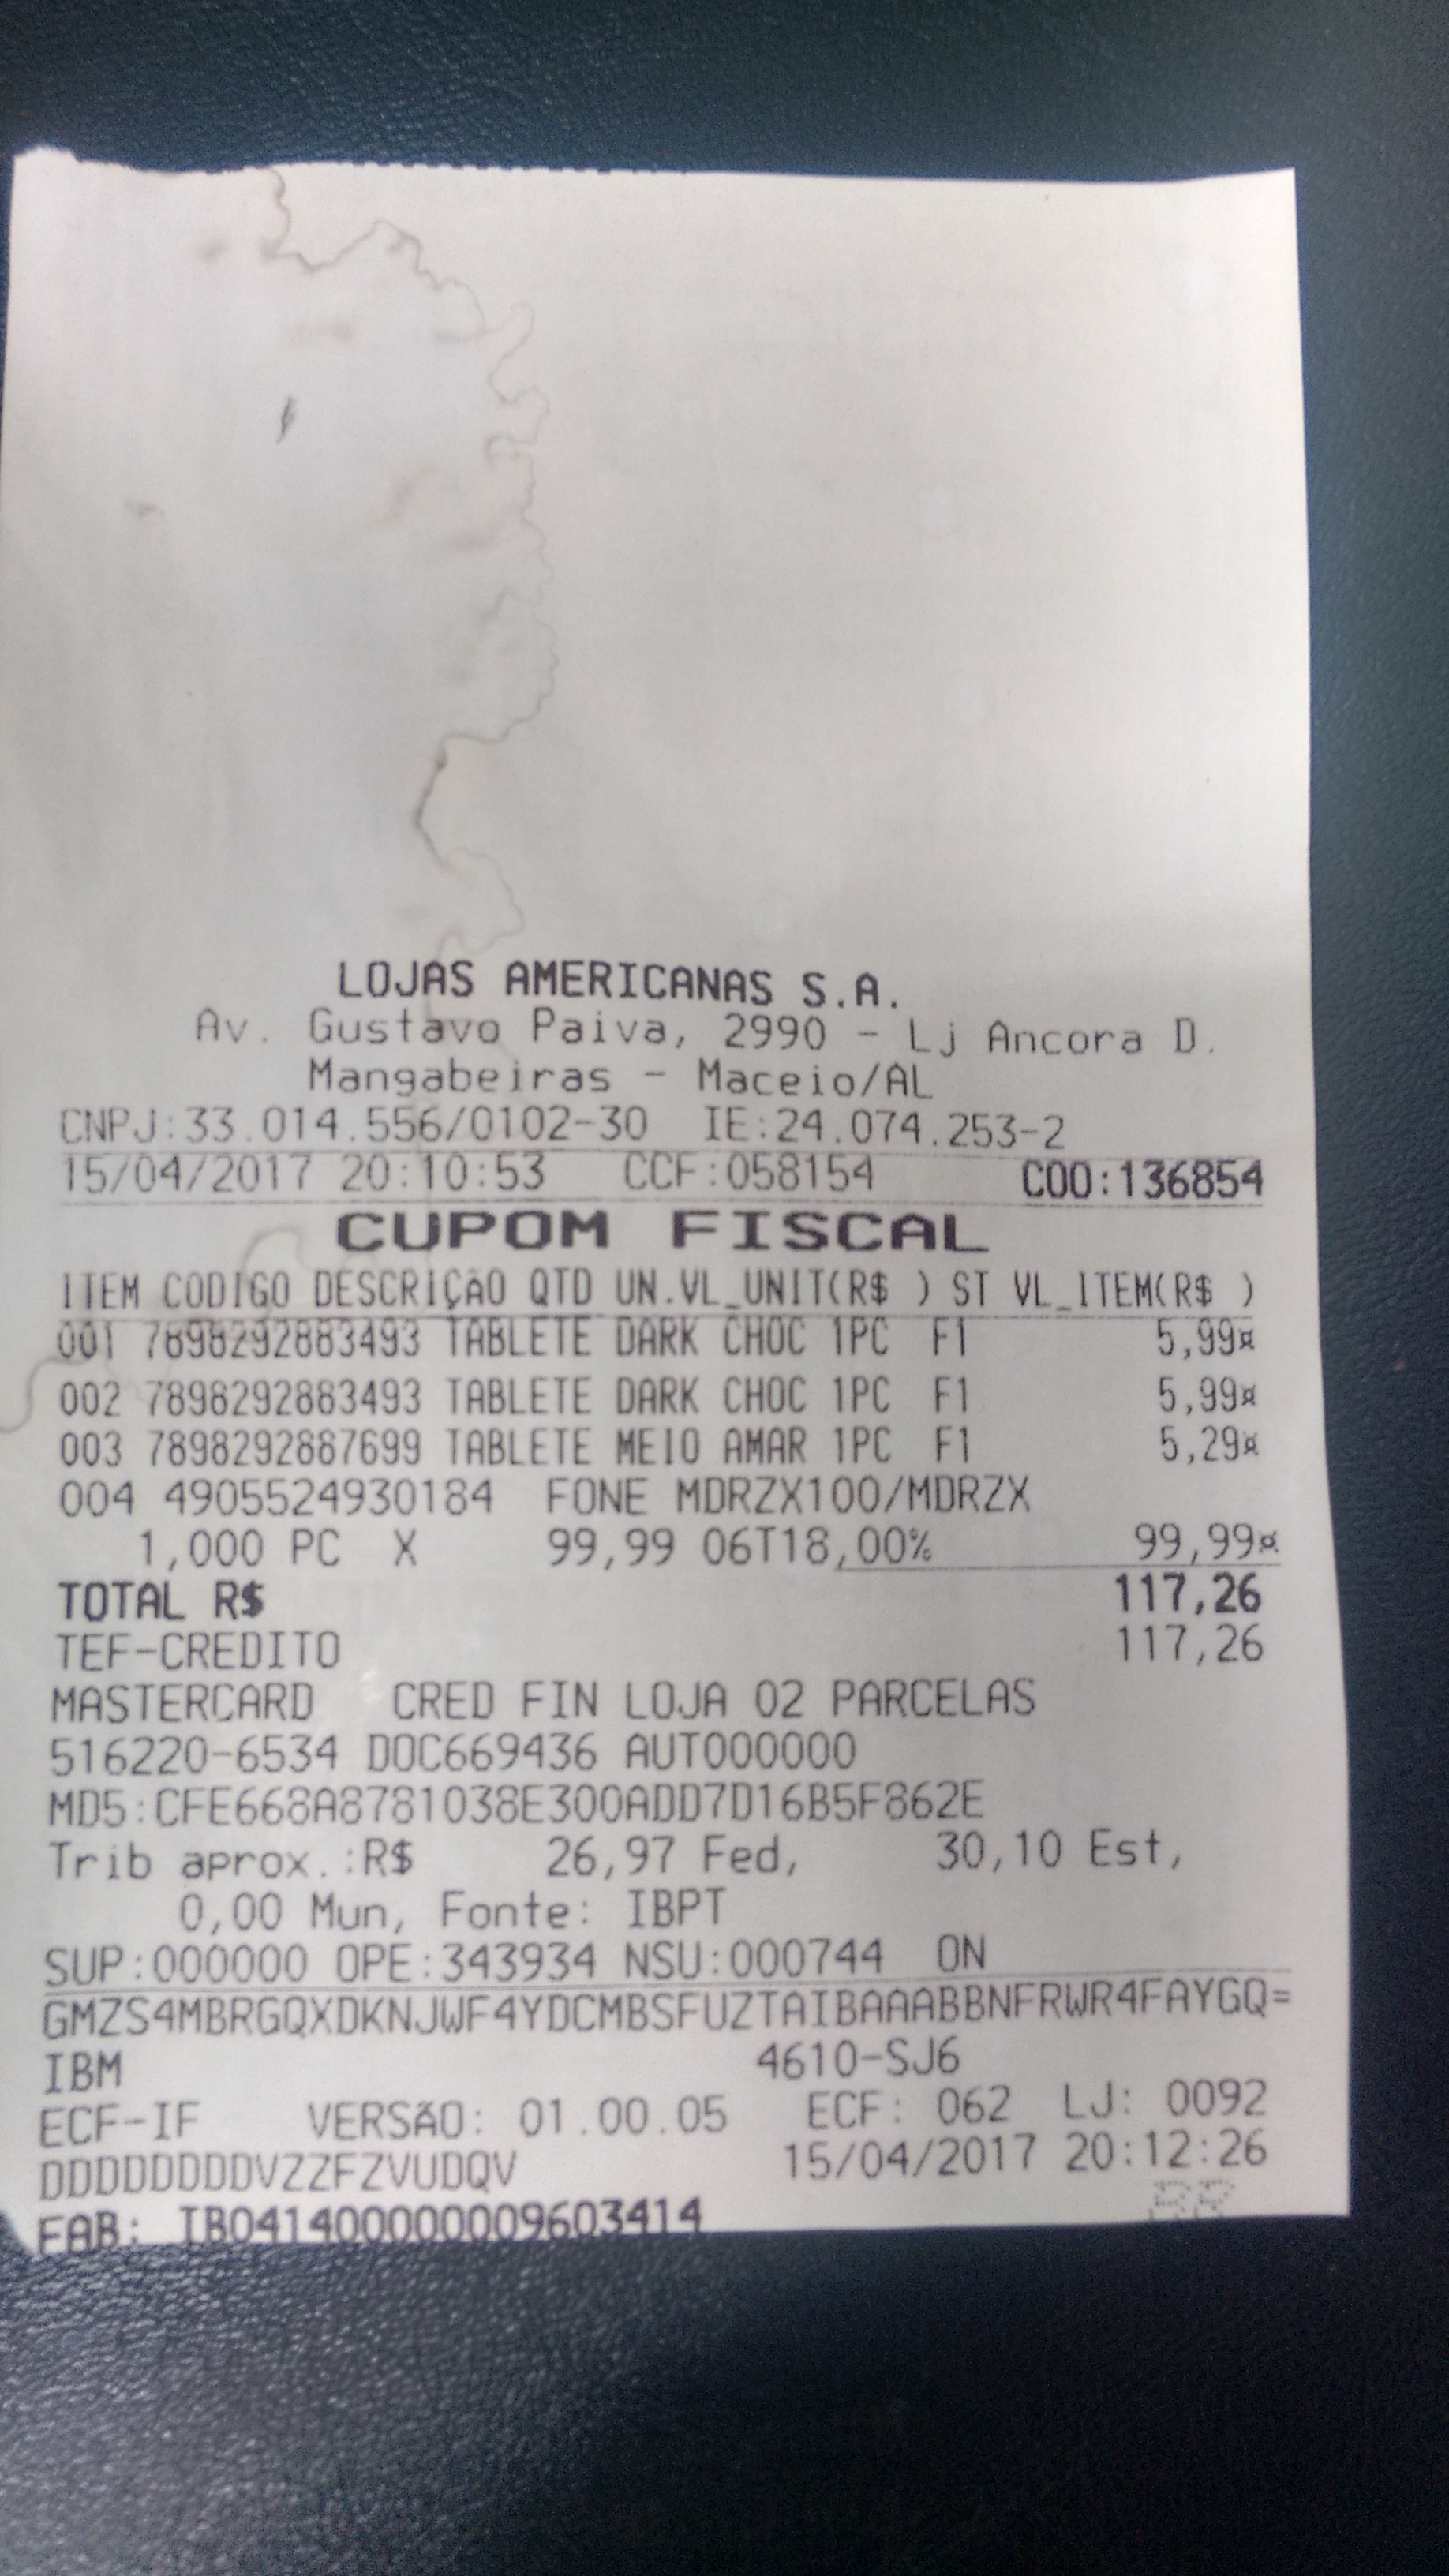 LOJAS AMERICANAS S.A.
Av. Gustavo Paiva, 2990 - Lj Ancora D.
Mangabeiras - Maceio/AL
CNPJ:33.014.556/0102-30 IE:24.074.253-2
15/04/2017 20:10:53 CCF:058154 COO:136854
CUPOM FISCAL
ITEM CODIGO DESCRIÇÃO QTD UN.VL_UNIT(R$ ) ST VL_ITEM(R$ )
001 7898292883493 TABLETE DARK CHOC 1PC F1 5,99¤
002 7898292883493 TABLETE DARK CHOC 1PC F1 5,99¤
003 7898292887699 TABLETE MEIO AMAR 1PC F1 5,29¤
004 4905524930184 FONE MDRZX100/MDRZX
1,000 PC X 99,99 06T18,00% 99,99¤
TOTAL R$ 117,26
TEF-CREDITO 117,26
MASTERCARD CRED FIN LOJA 02 PARCELAS
516220-6534 DOC669436 AUT000000
MD5:CFE668A8781038E300ADD7D16B5F862E
Trib aprox.:R$ 26,97 Fed, 30,10 Est,
0,00 Mun, Fonte: IBPT
SUP:000000 OPE:343934 NSU:000744 ON
GMZS4MBRGQXDKNJWF4YDCMBSFUZTAIBAAABBNFRWR4FAYGQ=
IBM 4610-SJ6
ECF-IF VERSÃO: 01.00.05 ECF: 062 LJ: 0092
DDDDDDDDVZZFZVUDQV 15/04/2017 20:12:26
FAB: IB041400000009603414 BR